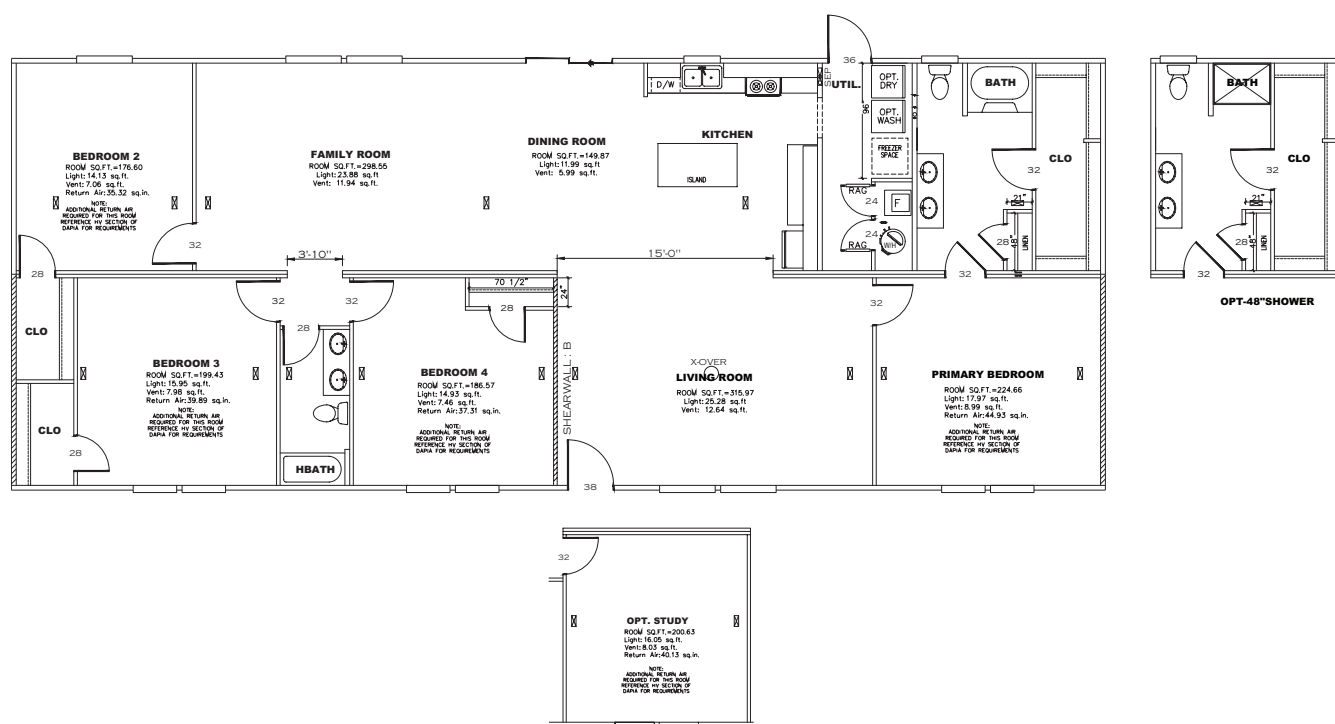 BEDROOM 2
ROOM SQ.FT.=176.60
Light: 14.13 sq.ft.
Vent: 7.06 sq.ft.
Return Air:35.32 sq.in.
NOTE:
ADDITIONAL RETURN AIR
REQUIRED FOR THIS ROOM
REFERENCE HV SECTION OF
DAPIA FOR REQUIREMENTS
32
28
FAMILY ROOM
ROOM SQ.FT.=298.55
Light: 23.88 sq.ft.
Vent: 11.94 sq.ft.
3'-10"
DINING ROOM
ROOM SQ.FT.=149.87
Light: 11.99 sq.ft
Vent: 5.99 sq.ft.
15'-0"
D/W
KITCHEN
ISLAND
SEP
36
UTIL.
96
OPT.
DRY
OPT.
WASH
FREEZER
SPACE
RAG
24
F
24
RAG
W/H
BATH
CLO
32
21"
28
48"
LINEN
32
BATH
CLO
32
21"
28
48"
LINEN
32
OPT-48"SHOWER
CLO
CLO
28
BEDROOM 3
ROOM SQ.FT.=199.43
Light: 15.95 sq.ft.
Vent: 7.98 sq.ft.
Return Air:39.89 sq.in.
NOTE:
ADDITIONAL RETURN AIR
REQUIRED FOR THIS ROOM
REFERENCE HV SECTION OF
DAPIA FOR REQUIREMENTS
32
28
32
HBATH
70 1/2"
24"
28
BEDROOM 4
ROOM SQ.FT.=186.57
Light: 14.93 sq.ft.
Vent: 7.46 sq.ft.
Return Air:37.31 sq.in.
NOTE:
ADDITIONAL RETURN AIR
REQUIRED FOR THIS ROOM
REFERENCE HV SECTION OF
DAPIA FOR REQUIREMENTS
SHEARWALL : B
38
X-OVER
LIVING ROOM
ROOM SQ.FT.=315.97
Light:25.28 sq.ft
Vent: 12.64 sq.ft.
32
PRIMARY BEDROOM
ROOM SQ.FT.=224.66
Light: 17.97 sq.ft.
Vent: 8.99 sq.ft.
Return Air:44.93 sq.in.
NOTE:
ADDITIONAL RETURN AIR
REQUIRED FOR THIS ROOM
REFERENCE HV SECTION OF
DAPIA FOR REQUIREMENTS
32
OPT. STUDY
ROOM SQ.FT.=200.63
Light: 16.05 sq.ft.
Vent: 8.03 sq.ft.
Return Air:40.13 sq.in.
NOTE:
ADDITIONAL RETURN AIR
REQUIRED FOR THIS ROOM
REFERENCE HV SECTION OF
DAPIA FOR REQUIREMENTS